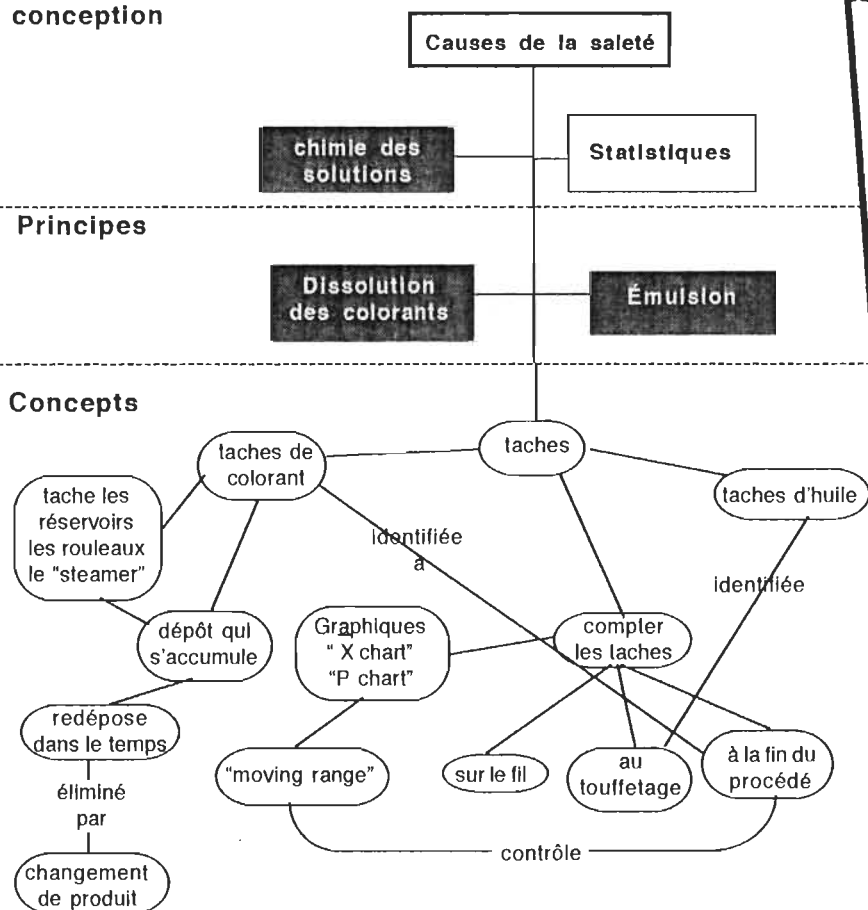 conception
Causes de la saleté
chimie des
solutions
Statistiques
Principes
Dissolution
des colorants
Émulsion
Concepts
taches de
colorant
taches
taches d'huile
tache les
réservoirs
les rouleaux
le "steamer"
identifiée
à
identifiée
dépôt qui
s'accumule
Graphiques
" X̄ chart"
"P chart"
compter
les taches
redépose
dans le temps
"moving range"
sur le fil
au
touffetage
à la fin du
procédé
éliminé
par
contrôle
changement
de produit